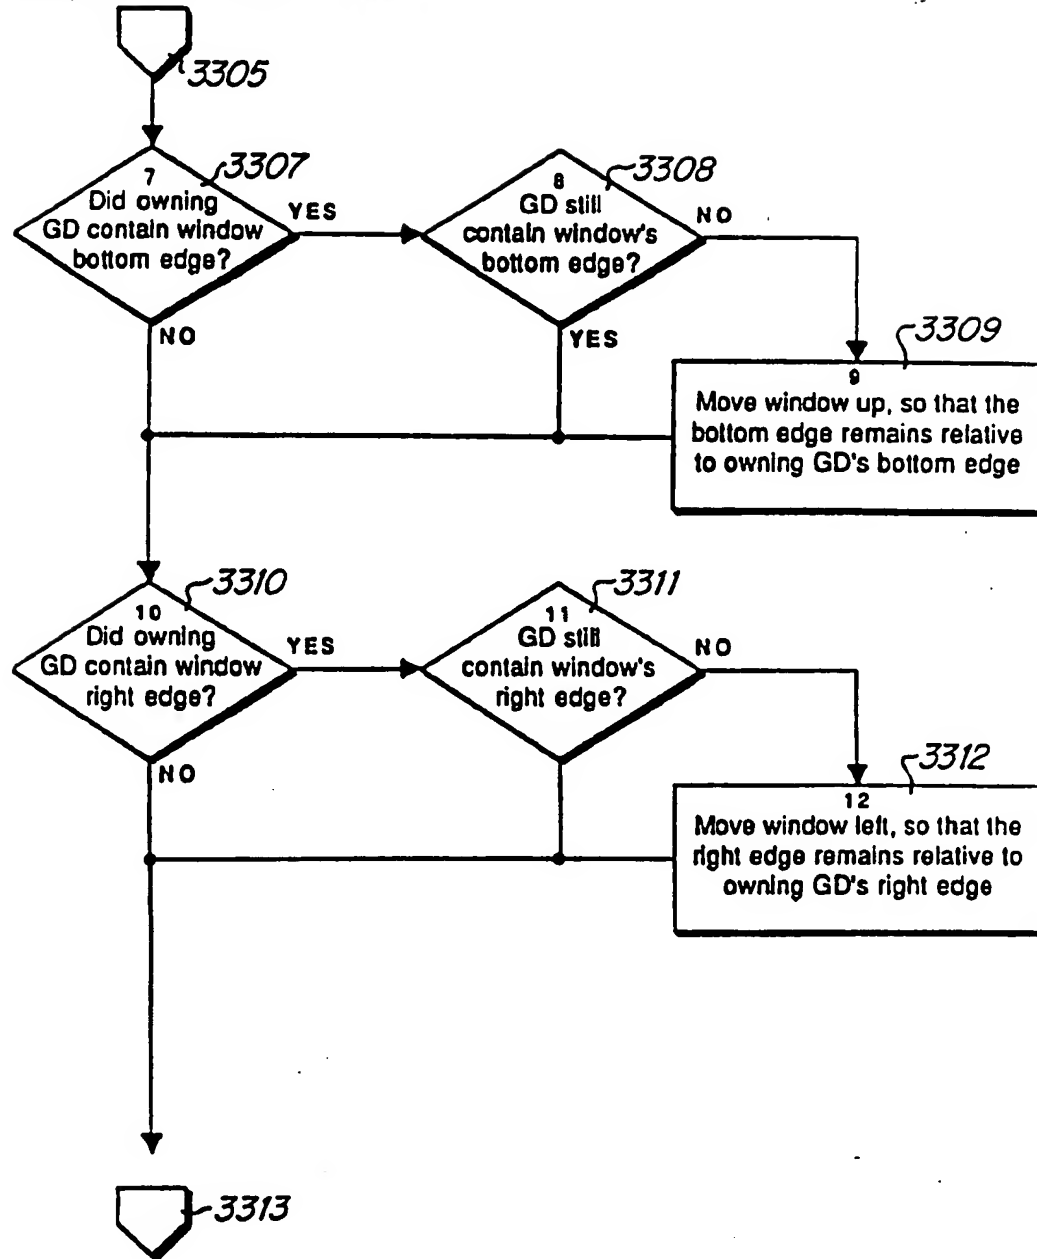 3305
3307
7
Did owning
GD contain window
bottom edge?
YES
NO
3308
8
GD still
contain window's
bottom edge?
NO
YES
3309
9
Move window up, so that the
bottom edge remains relative
to owning GD's bottom edge
3310
10
Did owning
GD contain window
right edge?
YES
NO
3311
11
GD still
contain window's
right edge?
NO
3312
12
Move window left, so that the
right edge remains relative to
owning GD's right edge
3313